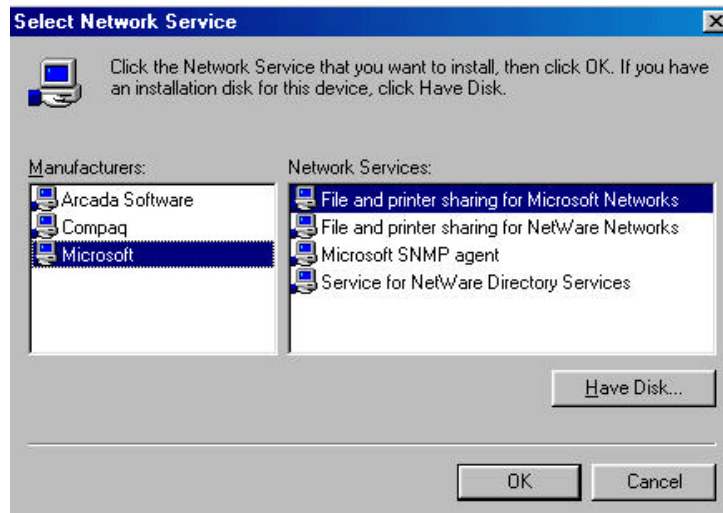 Select Network Service
Click the Network Service that you want to install, then click OK. If you have
an installation disk for this device, click Have Disk.
Manufacturers:
Arcada Software
Compaq
Microsoft
Network Services:
File and printer sharing for Microsoft Networks
File and printer sharing for NetWare Networks
Microsoft SNMP agent
Service for NetWare Directory Services
Have Disk...
OK
Cancel